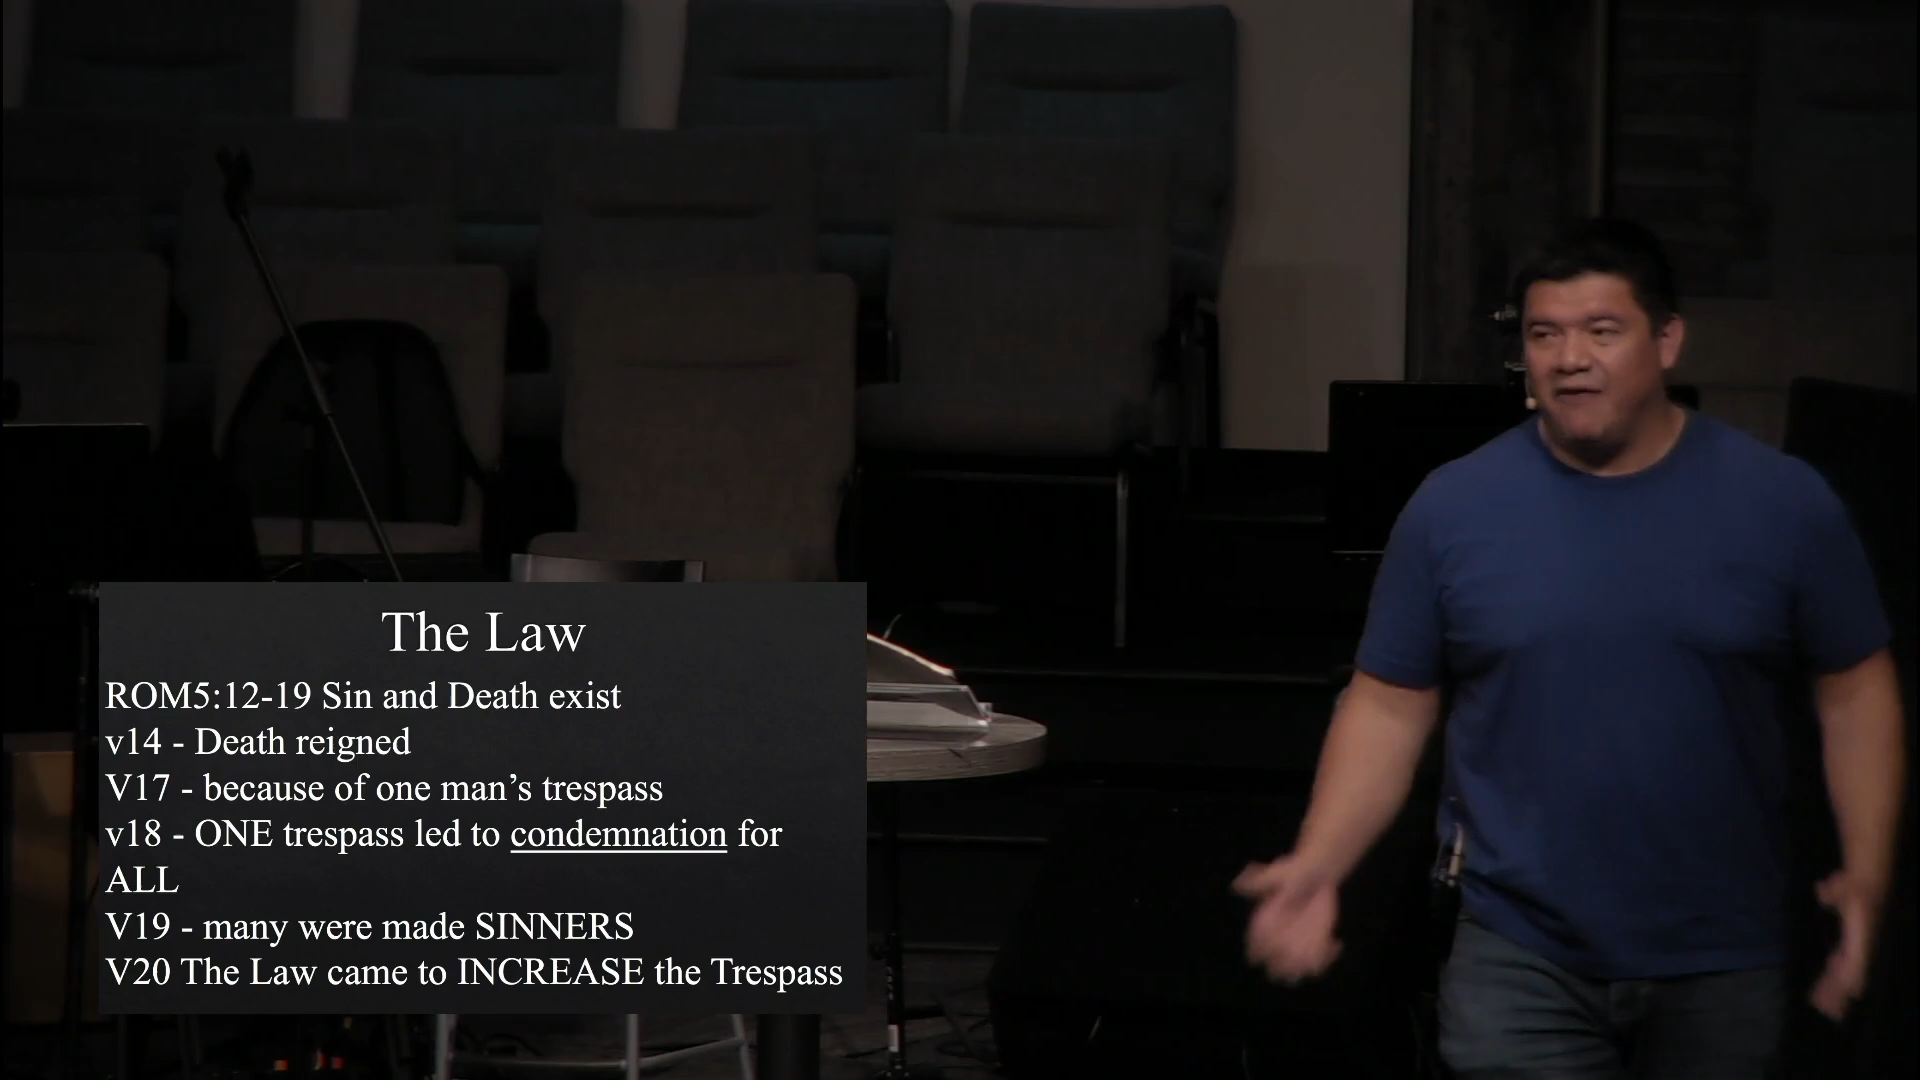 The Law
ROM5:12-19 Sin and Death exist
v14 - Death reigned
V17 - because of one man’s trespass
v18 - ONE trespass led to condemnation for
ALL
V19 - many were made SINNERS
V20 The Law came to INCREASE the Trespass